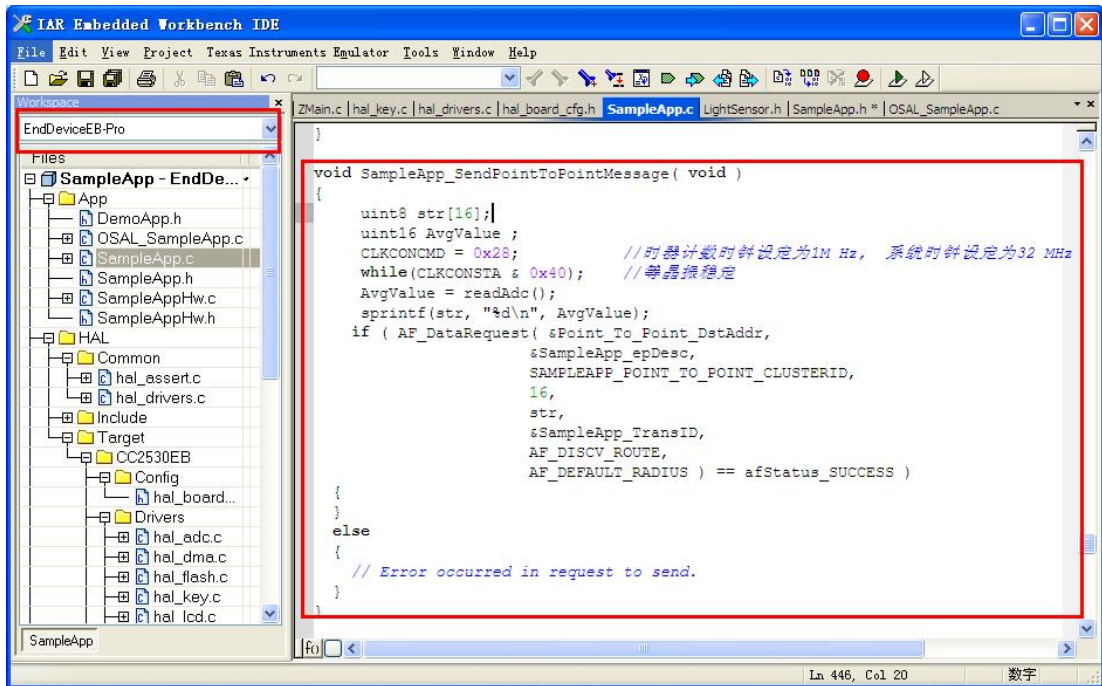 IAR Embedded Workbench IDE
File Edit View Project Texas Instruments Emulator Tools Window Help
Workspace
EndDeviceEB-Pro
Files
SampleApp - EndDe...
App
DemoApp.h
OSAL_SampleApp.c
SampleApp.c
SampleApp.h
SampleAppHw.c
SampleAppHw.h
HAL
Common
hal_assert.c
hal_drivers.c
Include
Target
CC2530EB
Config
hal_board...
Drivers
hal_adc.c
hal_dma.c
hal_flash.c
hal_key.c
hal_lcd.c
SampleApp
ZMain.c | hal_key.c | hal_drivers.c | hal_board_cfg.h SampleApp.c LightSensor.h | SampleApp.h * | OSAL_SampleApp.c
}
void SampleApp_SendPointToPointMessage( void )
{
uint8 str[16];
uint16 AvgValue ;
CLKCONCMD = 0x28; //时器计数时钟设定为1M Hz, 系统时钟设定为32 MHz
while(CLKCONSTA & 0x40); //等晶振稳定
AvgValue = readAdc();
sprintf(str, "%d\n", AvgValue);
if ( AF_DataRequest( &Point_To_Point_DstAddr,
&SampleApp_epDesc,
SAMPLEAPP_POINT_TO_POINT_CLUSTERID,
16,
str,
&SampleApp_TransID,
AF_DISCV_ROUTE,
AF_DEFAULT_RADIUS ) == afStatus_SUCCESS )
{
}
else
{
// Error occurred in request to send.
}
}
f()
Ln 446, Col 20
数字